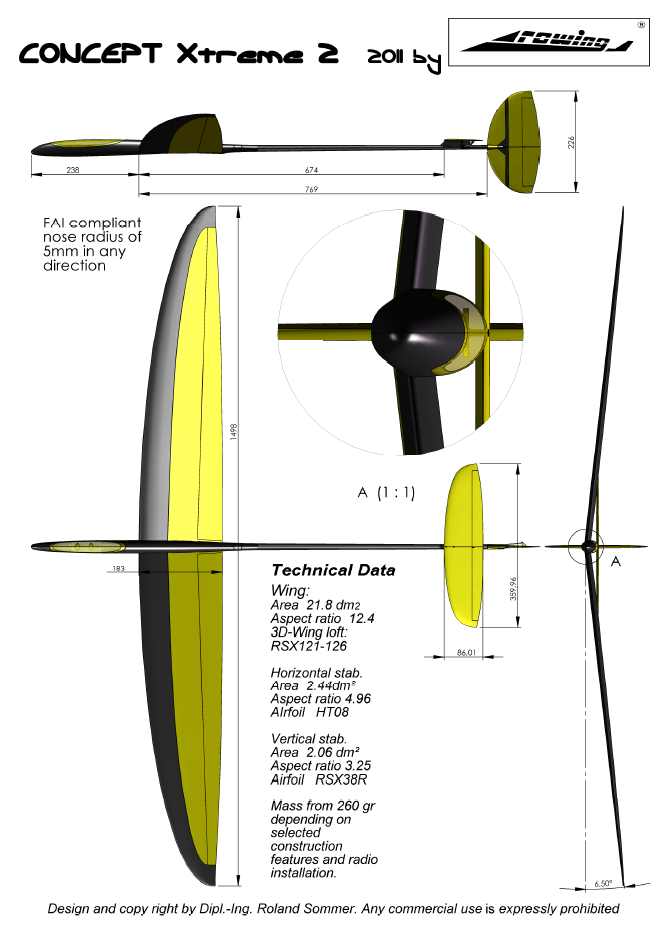 CONCEPT Xtreme 2 2011 by
rowing ®
226
238
674
769
FAI compliant
nose radius of
5mm in any
direction
1498
A (1 : 1)
A
183
359,96
86,01
Technical Data
Wing:
Area 21.8 dm2
Aspect ratio 12.4
3D-Wing loft:
RSX121-126
Horizontal stab.
Area 2.44dm²
Aspect ratio 4.96
AIrfoil HT08
Vertical stab.
Area 2.06 dm²
Aspect ratio 3.25
Airfoil RSX38R
Mass from 260 gr
depending on
selected
construction
features and radio
installation.
6,50°
Design and copy right by Dipl.-Ing. Roland Sommer. Any commercial use is expressly prohibited